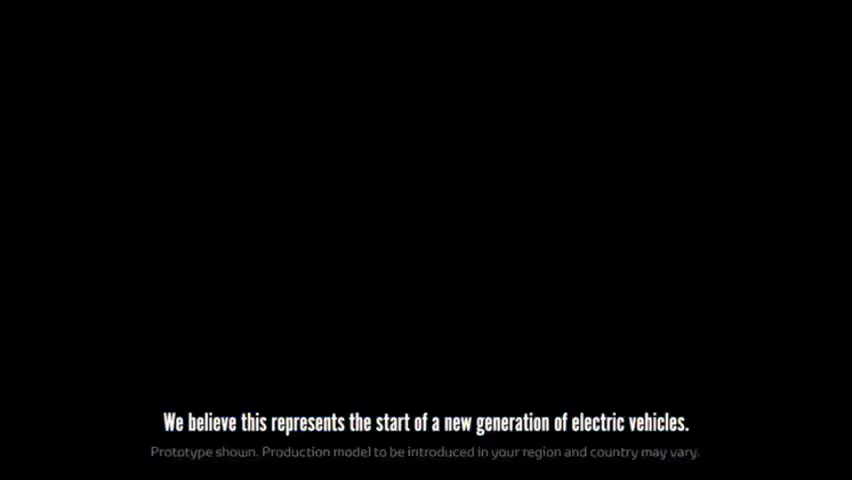 We believe this represents the start of a new generation of electric vehicles.
Prototype shown. Production model to be introduced in your region and country may vary.